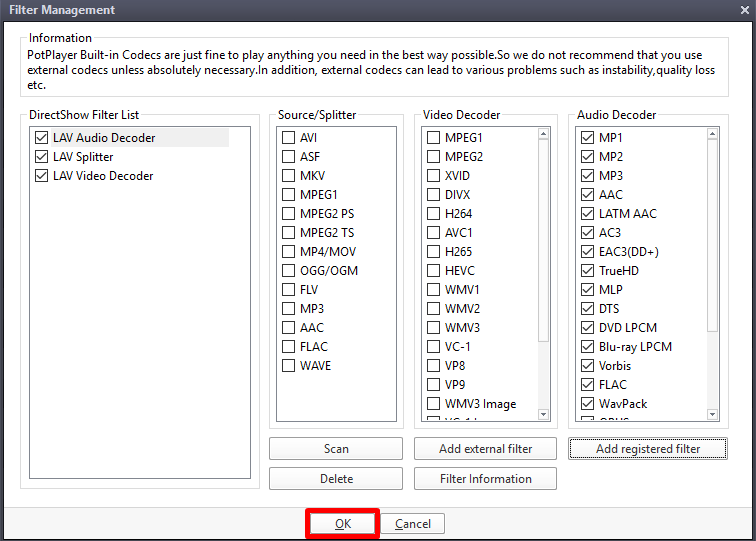 Filter Management
Information
PotPlayer Built-in Codecs are just fine to play anything you need in the best way possible.So we do not recommend that you use
external codecs unless absolutely necessary.In addition, external codecs can lead to various problems such as instability,quality loss
etc.
DirectShow Filter List
LAV Audio Decoder
LAV Splitter
LAV Video Decoder
Source/Splitter
AVI
ASF
MKV
MPEG1
MPEG2 PS
MPEG2 TS
MP4/MOV
OGG/OGM
FLV
MP3
AAC
FLAC
WAVE
Video Decoder
MPEG1
MPEG2
XVID
DIVX
H264
AVC1
H265
HEVC
WMV1
WMV2
WMV3
VC-1
VP8
VP9
WMV3 Image
Audio Decoder
MP1
MP2
MP3
AAC
LATM AAC
AC3
EAC3(DD+)
TrueHD
MLP
DTS
DVD LPCM
Blu-ray LPCM
Vorbis
FLAC
WavPack
Scan
Add external filter
Add registered filter
Delete
Filter Information
OK
Cancel